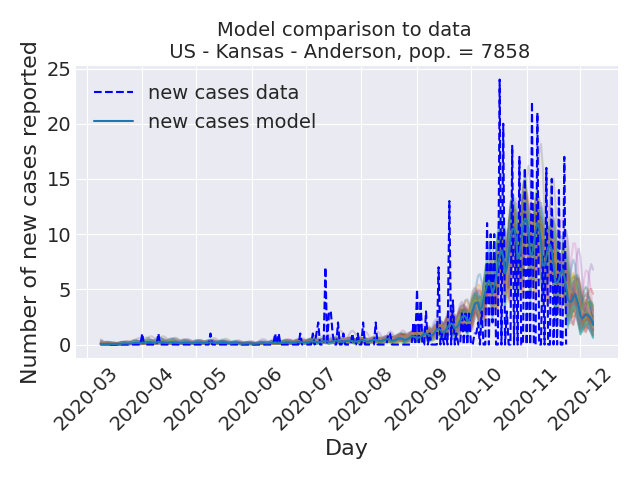 Model comparison to data
US - Kansas - Anderson, pop. = 7858
Number of new cases reported
25
20
15
10
5
0
new cases data
new cases model
2020-03
2020-04
2020-05
2020-06
2020-07
2020-08
2020-09
2020-10
2020-11
2020-12
Day